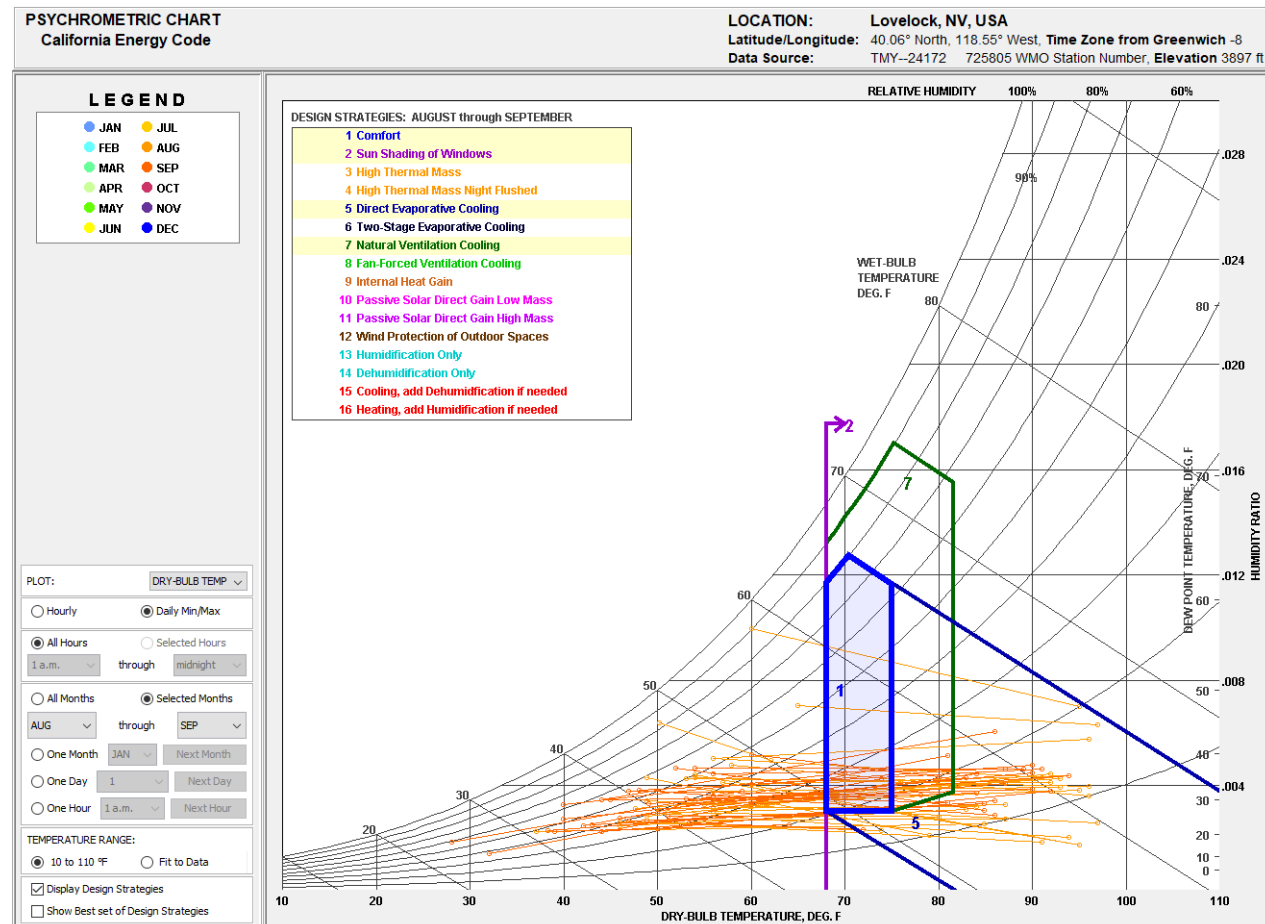 PSYCHROMETRIC CHART
California Energy Code
LOCATION: Lovelock, NV, USA
Latitude/Longitude: 40.06° North, 118.55° West, Time Zone from Greenwich -8
Data Source: TMY--24172 725805 WMO Station Number, Elevation 3897 ft
LEGEND
JAN JUL
FEB AUG
MAR SEP
APR OCT
MAY NOV
JUN DEC
PLOT: DRY-BULB TEMP
Hourly Daily Min/Max
All Hours Selected Hours
1 a.m. through midnight
All Months Selected Months
AUG through SEP
One Month JAN Next Month
One Day 1 Next Day
One Hour 1 a.m. Next Hour
TEMPERATURE RANGE:
10 to 110 °F Fit to Data
Display Design Strategies
Show Best set of Design Strategies
RELATIVE HUMIDITY 100% 80% 60%
DESIGN STRATEGIES: AUGUST through SEPTEMBER
1 Comfort
2 Sun Shading of Windows
3 High Thermal Mass
4 High Thermal Mass Night Flushed
5 Direct Evaporative Cooling
6 Two-Stage Evaporative Cooling
7 Natural Ventilation Cooling
8 Fan-Forced Ventilation Cooling
9 Internal Heat Gain
10 Passive Solar Direct Gain Low Mass
11 Passive Solar Direct Gain High Mass
12 Wind Protection of Outdoor Spaces
13 Humidification Only
14 Dehumidification Only
15 Cooling, add Dehumidfication if needed
16 Heating, add Humidification if needed
90%
WET-BULB
TEMPERATURE
DEG. F
80
70
60
50
40
30
20
2
7
1
5
.028
.024
.020
.016
.012
.008
.004
HUMIDITY RATIO
80
70
60
50
40
30
20
10
0
DEW POINT TEMPERATURE, DEG. F
10 20 30 40 50 60 70 80 90 100 110
DRY-BULB TEMPERATURE, DEG. F